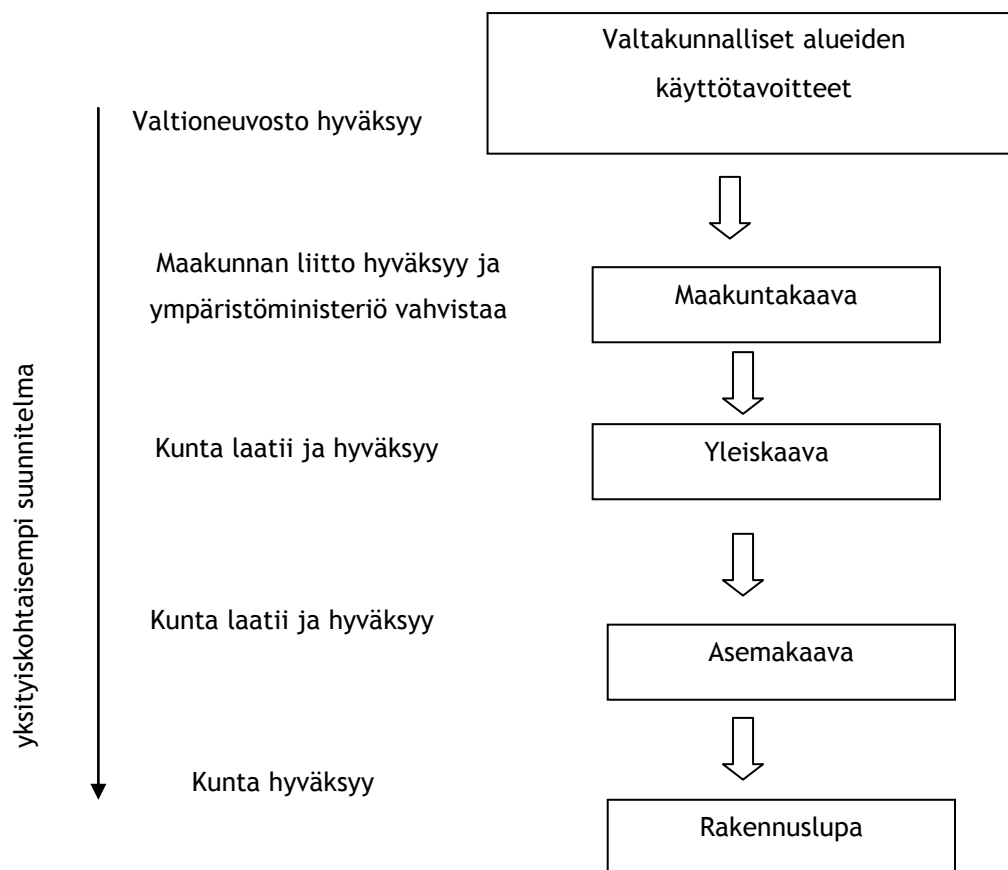 Valtakunnalliset alueiden
käyttötavoitteet
Valtioneuvosto hyväksyy
Maakunnan liitto hyväksyy ja
ympäristöministeriö vahvistaa
Maakuntakaava
Kunta laatii ja hyväksyy
Yleiskaava
Kunta laatii ja hyväksyy
Asemakaava
Kunta hyväksyy
Rakennuslupa
yksityiskohtaisempi suunnitelma